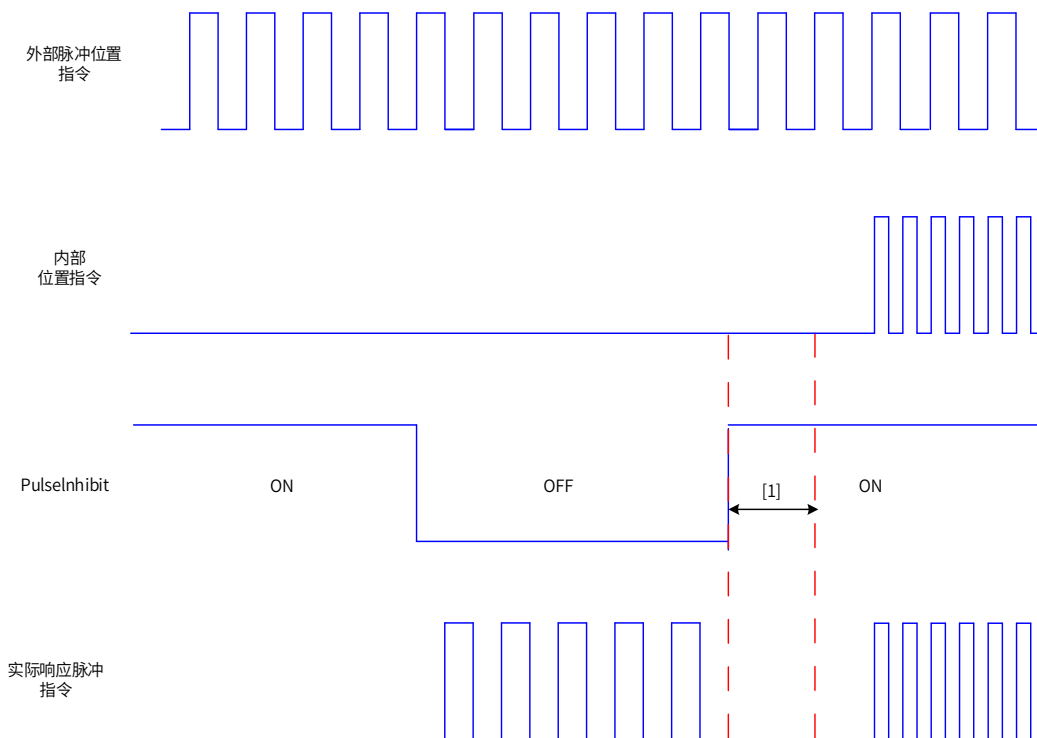 外部脉冲位置
指令
内部
位置指令
PulseInhibit
ON
OFF
[1]
ON
实际响应脉冲
指令